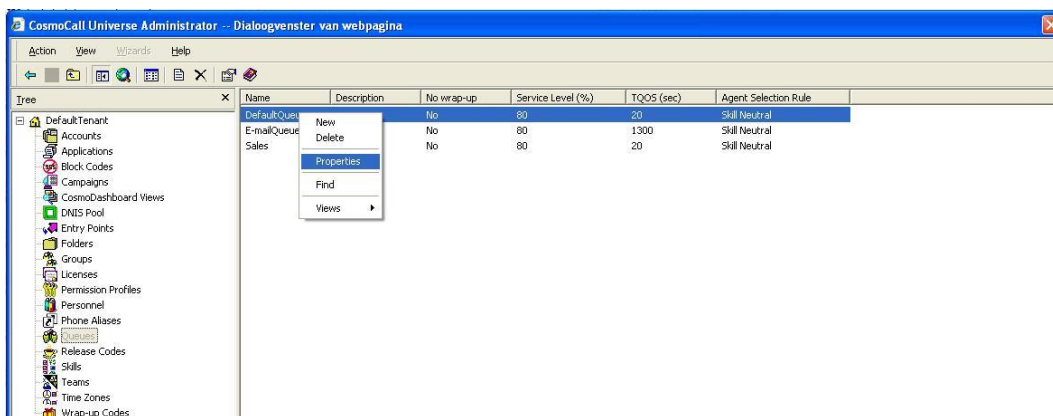 CosmoCall Universe Administrator -- Dialoogvenster van webpagina
Action View Wizards Help
Tree
Name Description No wrap-up Service Level (%) TQOS (sec) Agent Selection Rule
DefaultTenant
Accounts
Applications
Block Codes
Campaigns
CosmoDashboard Views
DNIS Pool
Entry Points
Folders
Groups
Licenses
Permission Profiles
Personnel
Phone Aliases
Queues
Release Codes
Skills
Teams
Time Zones
Wrap-up Codes
DefaultQueu No 80 20 Skill Neutral
E-mailQueue No 80 1300 Skill Neutral
Sales No 80 20 Skill Neutral
New
Delete
Properties
Find
Views